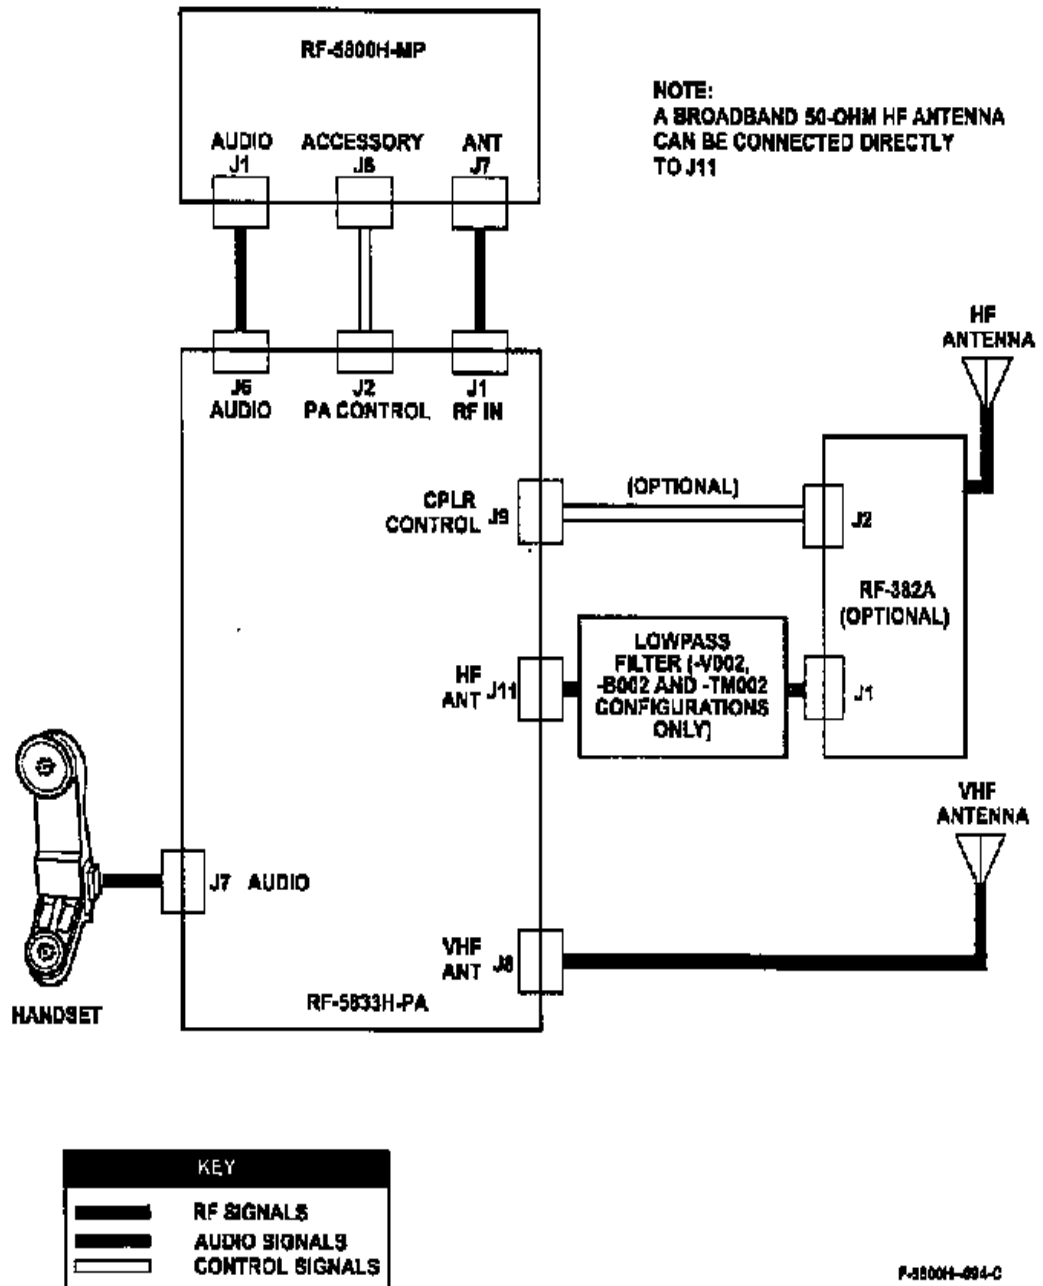 RF-5800H-MP
NOTE:
A BROADBAND 50-OHM HF ANTENNA
CAN BE CONNECTED DIRECTLY
TO J11
AUDIO
J1
ACCESSORY
J6
ANT
J7
J6
AUDIO
J2
PA CONTROL
J1
RF IN
HF
ANTENNA
CPLR
CONTROL
J9
(OPTIONAL)
J2
RF-382A
(OPTIONAL)
HF
ANT
J11
LOWPASS
FILTER (-V002,
-B002 AND -TM002
CONFIGURATIONS
ONLY)
J1
VHF
ANTENNA
J7 AUDIO
VHF
ANT
J8
RF-5833H-PA
HANDSET
KEY
RF SIGNALS
AUDIO SIGNALS
CONTROL SIGNALS